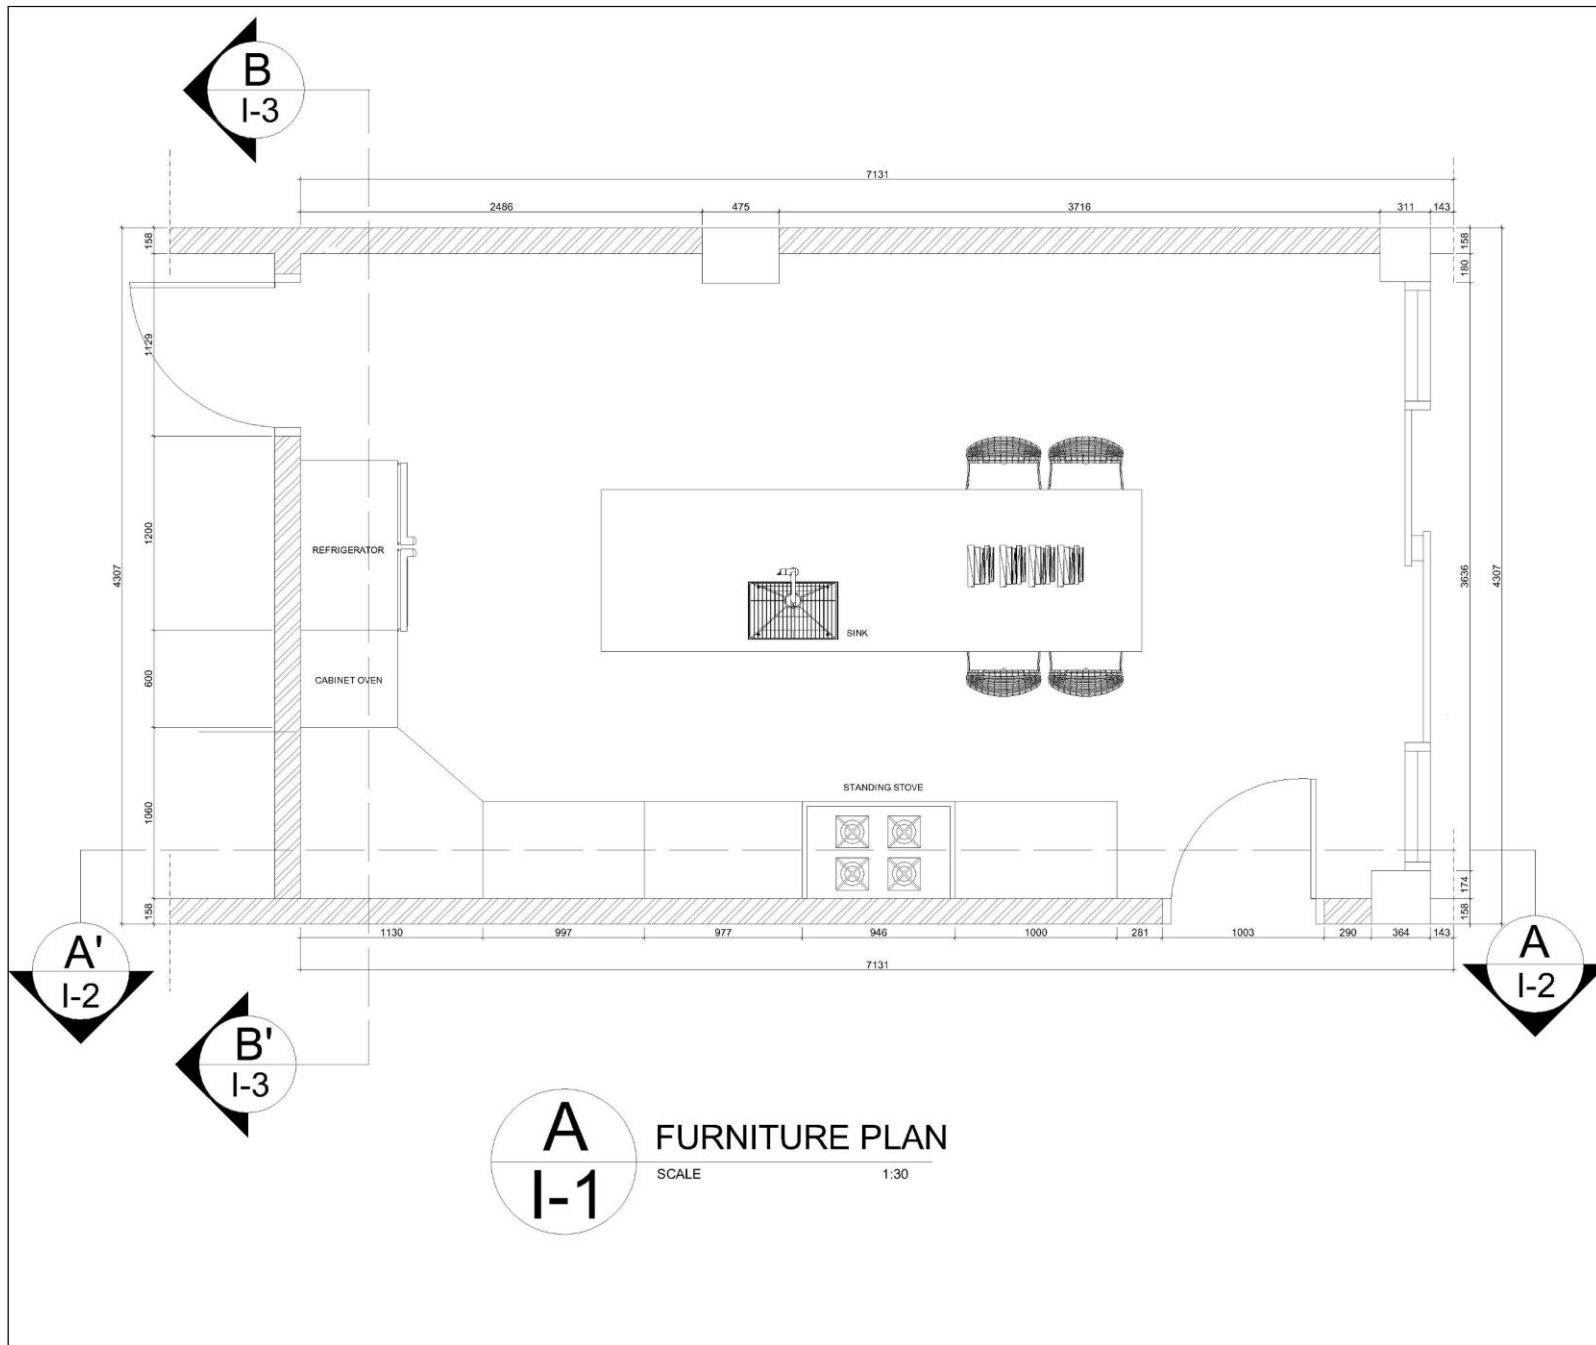 B
I-3
7131
2486 475 3716 311 143
158 158
180
1129
1200
4307
REFRIGERATOR
3636
4307
SINK
600
CABINET OVEN
STANDING STOVE
1060
174
158 158
1130 997 977 946 1000 281 1003 290 364 143
7131
A'
I-2
A
I-2
B'
I-3
A
I-1
FURNITURE PLAN
SCALE 1:30